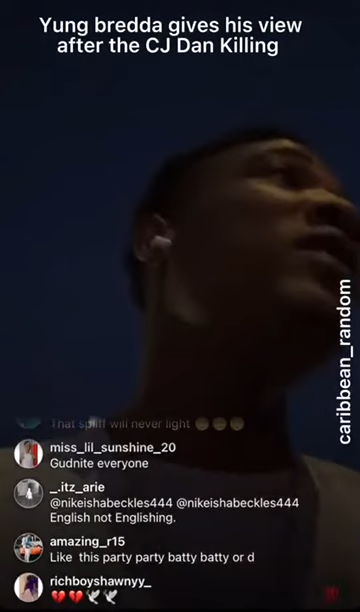 Yung bredda gives his view
after the CJ Dan Killing
caribbean_random
That spliff will never light 🌚🌚🌚
miss_lil_sunshine_20
Gudnite everyone
_.itz_arie
@nikeishabeckles444 @nikeishabeckles444
English not Englishing.
amazing_r15
Like this party party batty batty or d
richboyshawnyy_
💔💔🕊🕊